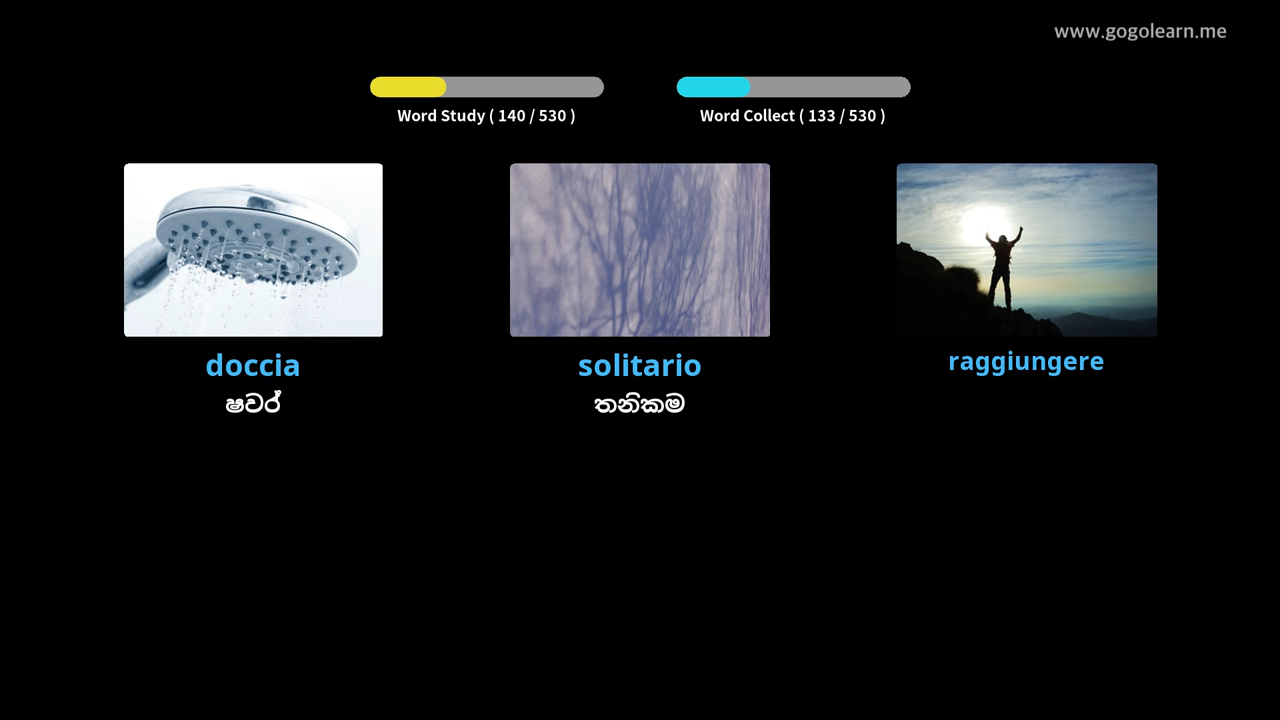 www.gogolearn.me
Word Study ( 140 / 530 )
Word Collect ( 133 / 530 )
doccia
solitario
raggiungere
ෂවර්
තනිකම